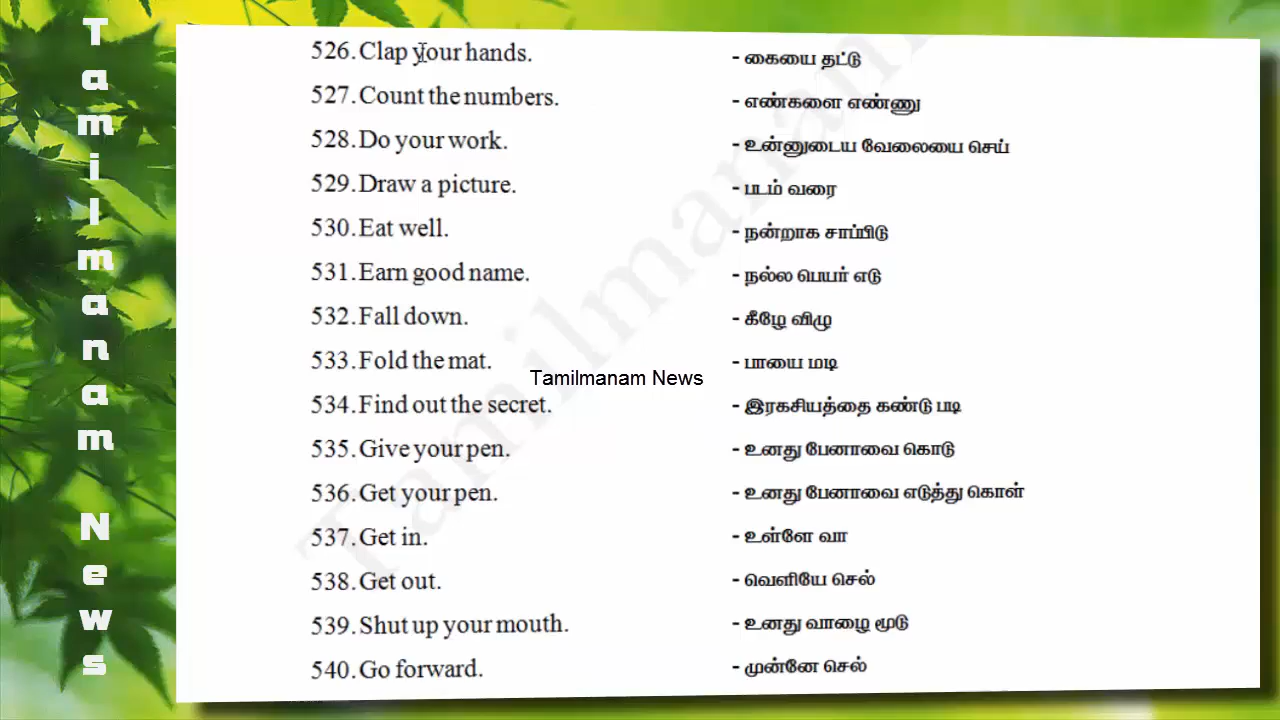 Tamilmanam News
526. Clap your hands. - கையை தட்டு
527. Count the numbers. - எண்களை எண்ணு
528. Do your work. - உன்னுடைய வேலையை செய்
529. Draw a picture. - படம் வரை
530. Eat well. - நன்றாக சாப்பிடு
531. Earn good name. - நல்ல பெயர் எடு
532. Fall down. - கீழே விழு
533. Fold the mat. - பாயை மடி
Tamilmanam News
534. Find out the secret. - இரகசியத்தை கண்டு படி
535. Give your pen. - உனது பேனாவை கொடு
536. Get your pen. - உனது பேனாவை எடுத்து கொள்
537. Get in. - உள்ளே வா
538. Get out. - வெளியே செல்
539. Shut up your mouth. - உனது வாழை மூடு
540. Go forward. - முன்னே செல்
Tamilmanam